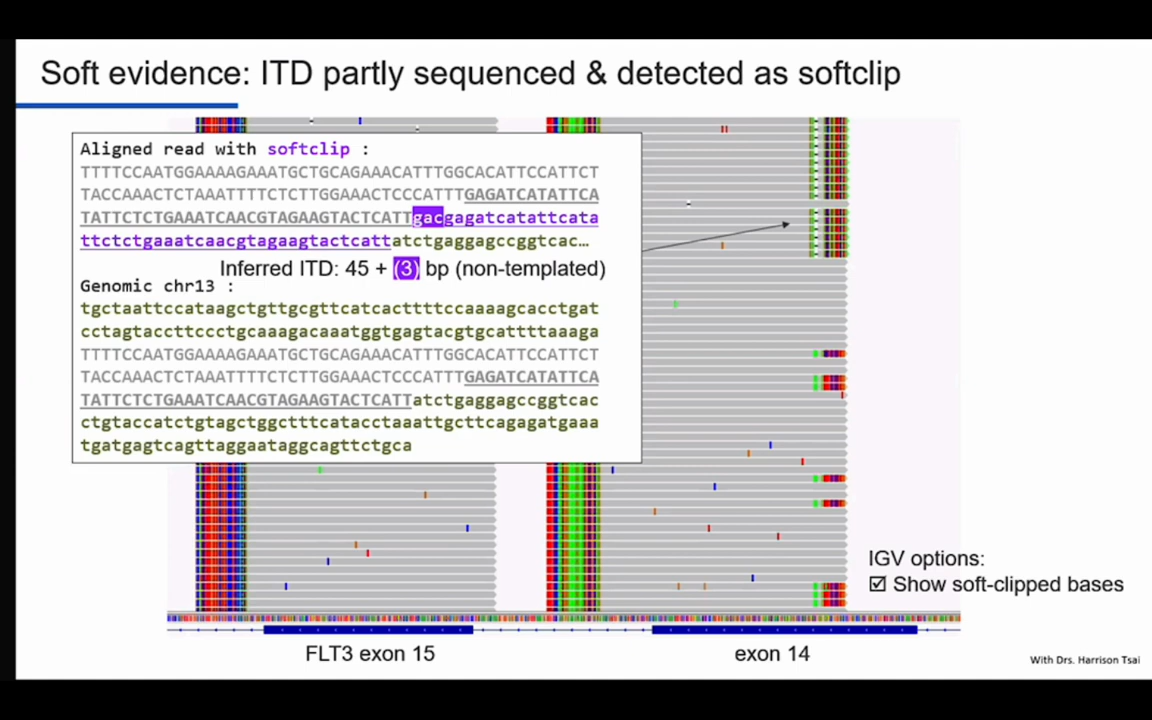 Soft evidence: ITD partly sequenced & detected as softclip
Aligned read with softclip :
TTTTCCAATGGAAAAGAAATGCTGCAGAAACATTTGGCACATTCCATTCT
TACCAAACTCTAAATTTTCTCTTGGAAACTCCCATTTGAGATCATATTCA
TATTCTCTGAAATCAACGTAGAAGTACTCATTgacgagatcatattcata
ttctctgaaatcaacgtagaagtactcattatctgaggagccggtcac…
Inferred ITD: 45 + (3) bp (non-templated)
Genomic chr13 :
tgctaattccataagctgttgcgttcatcacttttccaaaagcacctgat
cctagtaccttccctgcaaagacaaatggtgagtacgtgcattttaaaga
TTTTCCAATGGAAAAGAAATGCTGCAGAAACATTTGGCACATTCCATTCT
TACCAAACTCTAAATTTTCTCTTGGAAACTCCCATTTGAGATCATATTCA
TATTCTCTGAAATCAACGTAGAAGTACTCATTatctgaggagccggtcac
ctgtaccatctgtagctggctttcatacctaaattgcttcagagatgaaa
tgatgagtcagttaggaataggcagttctgca
IGV options:
☑ Show soft-clipped bases
FLT3 exon 15
exon 14
With Drs. Harrison Tsai